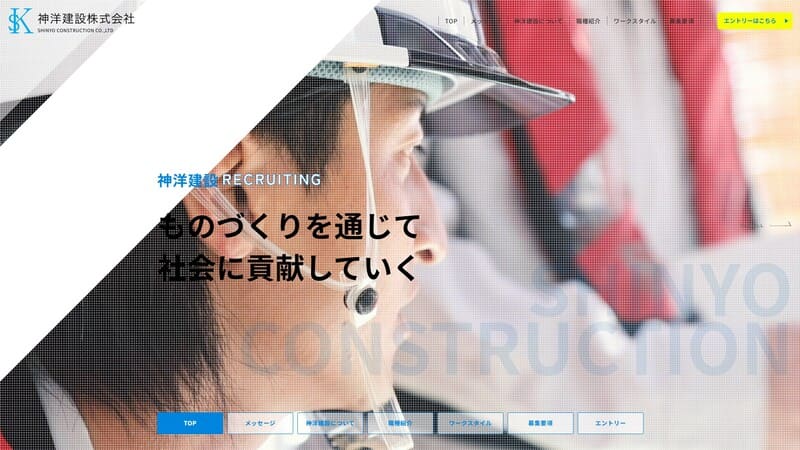 神洋建設株式会社
SHINYO CONSTRUCTION CO.,LTD
TOP
メッセージ
神洋建設について
職種紹介
ワークスタイル
募集要項
エントリーはこちら
神洋建設 RECRUITING
ものづくりを通じて
社会に貢献していく
SHINYO
CONSTRUCTION
TOP
メッセージ
神洋建設について
職種紹介
ワークスタイル
募集要項
エントリー